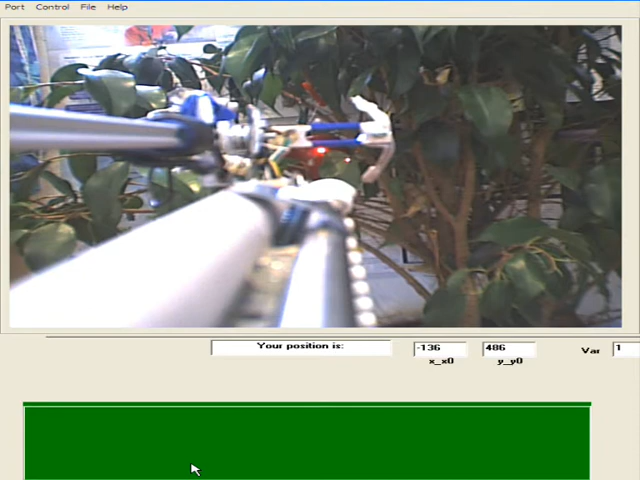 Port Control File Help
Your position is: -136 486 Var 1
x_x0 y_y0